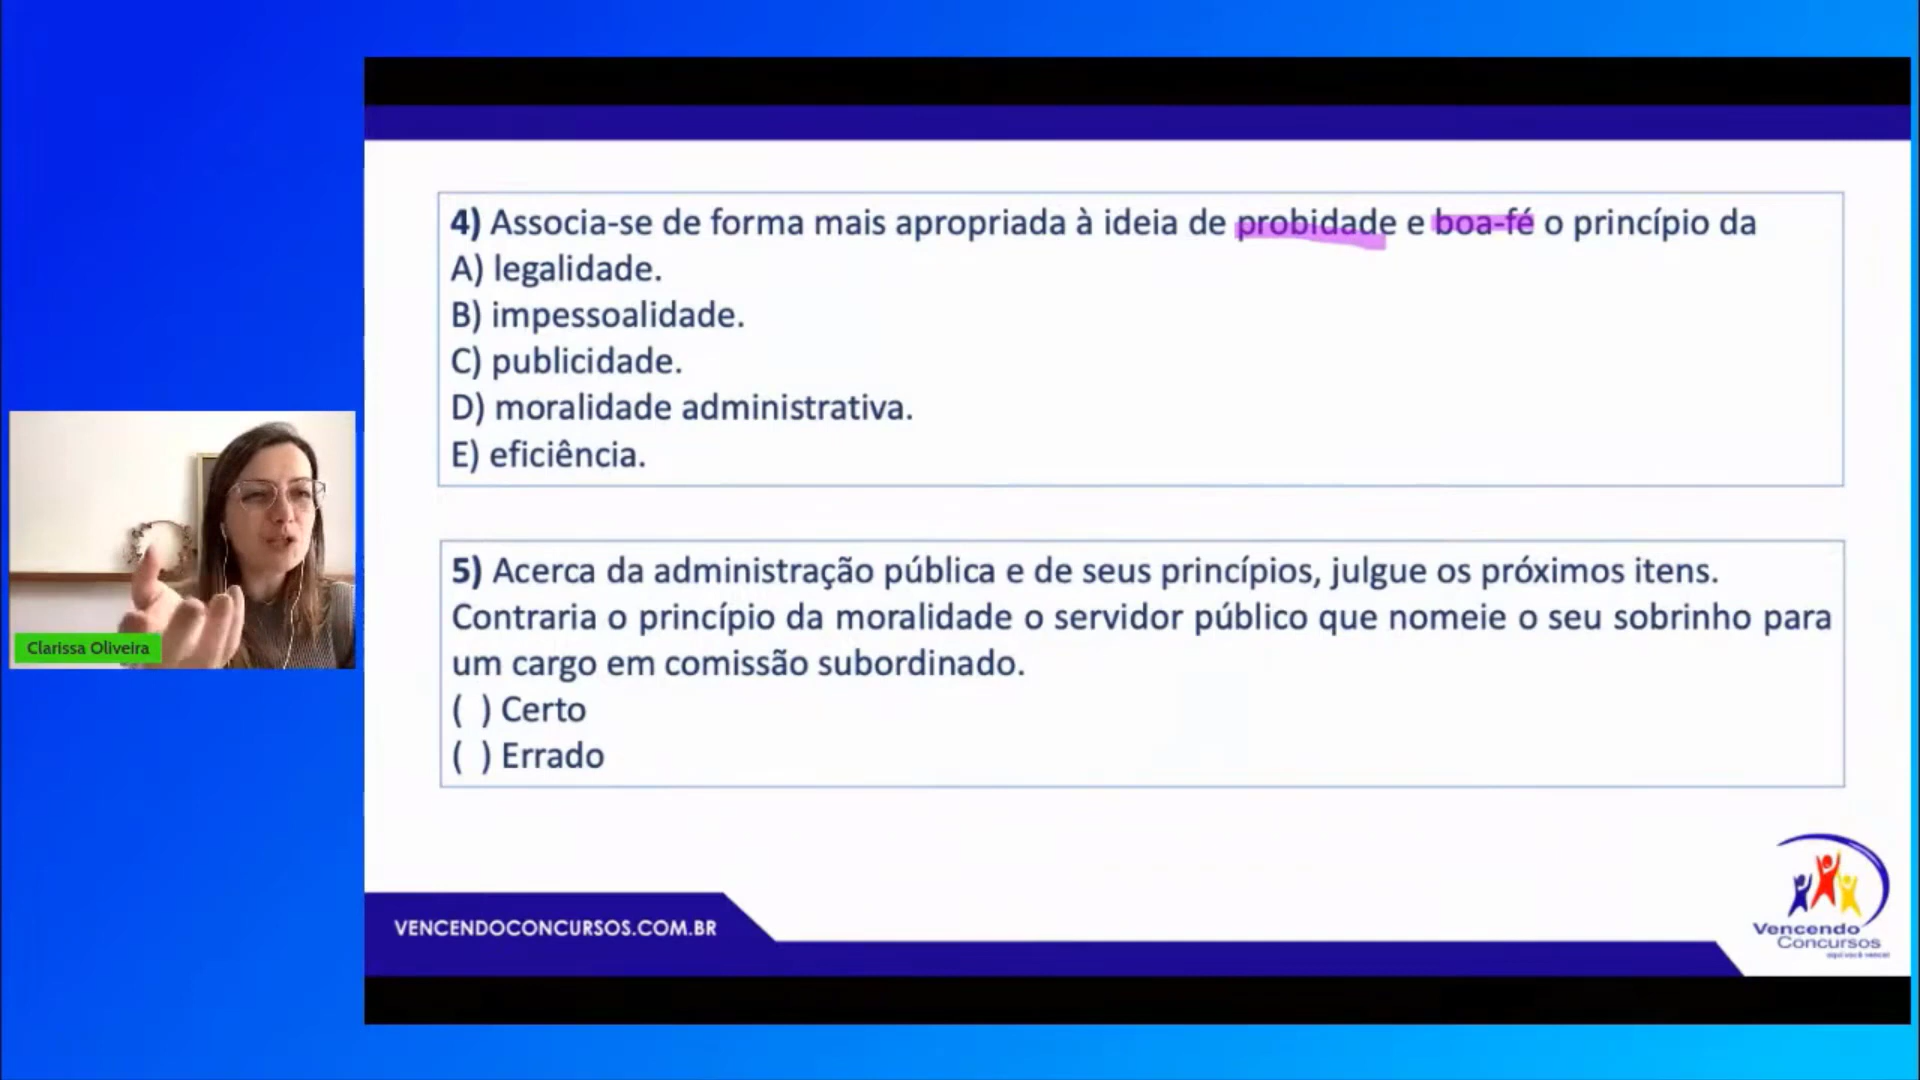 4) Associa-se de forma mais apropriada à ideia de probidade e boa-fé o princípio da
A) legalidade.
B) impessoalidade.
C) publicidade.
D) moralidade administrativa.
E) eficiência.
5) Acerca da administração pública e de seus princípios, julgue os próximos itens.
Contraria o princípio da moralidade o servidor público que nomeie o seu sobrinho para
um cargo em comissão subordinado.
( ) Certo
( ) Errado
Clarissa Oliveira
VENCENDOCONCURSOS.COM.BR
Vencendo
Concursos
aqui você vence!